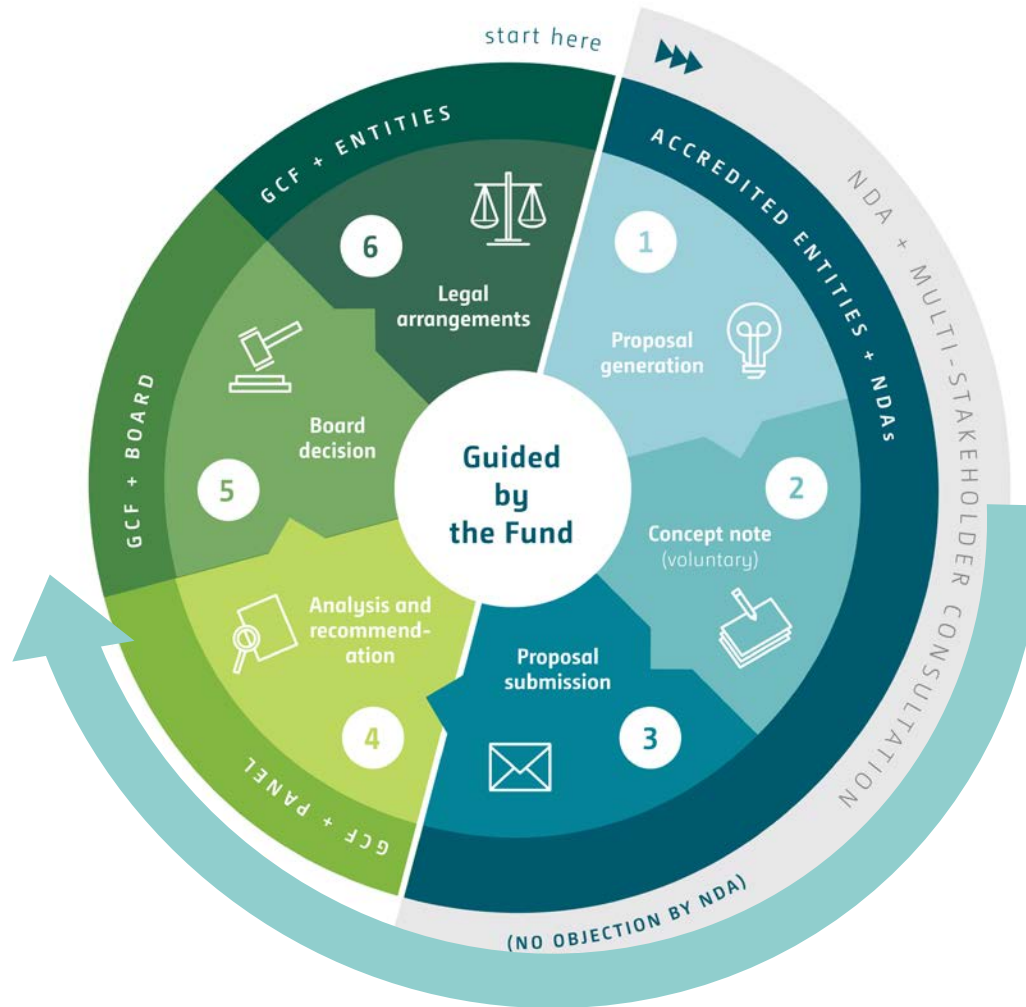 start here
NDA + MULTI-STAKEHOLDER CONSULTATION
(NO OBJECTION BY NDA)
ACCREDITED ENTITIES + NDAs
1
Proposal
generation
2
Concept note
(voluntary)
3
Proposal
submission
GCF + PANEL
4
Analysis and
recommend-
ation
GCF + BOARD
5
Board
decision
GCF + ENTITIES
6
Legal
arrangements
Guided
by
the Fund